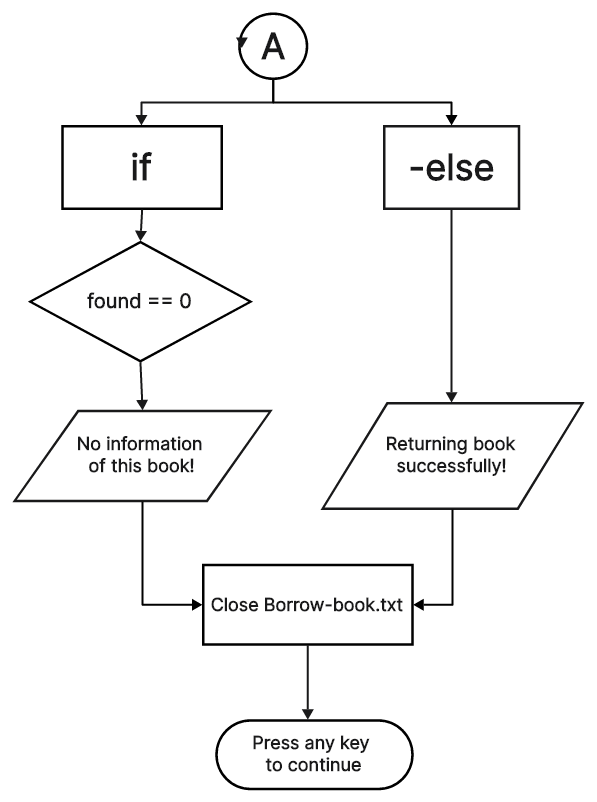 A
if
-else
found == 0
No information
of this book!
Returning book
successfully!
Close Borrow-book.txt
Press any key
to continue